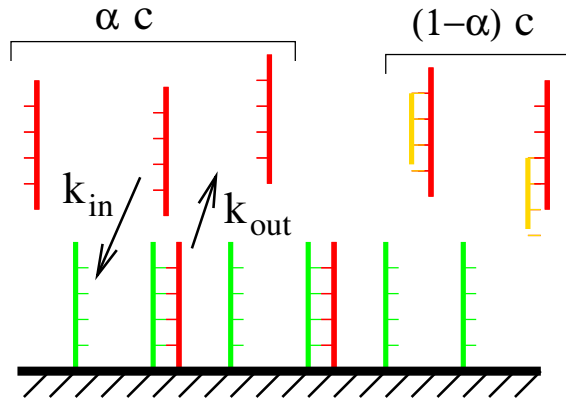 α c
(1−α) c
k_in
k_out